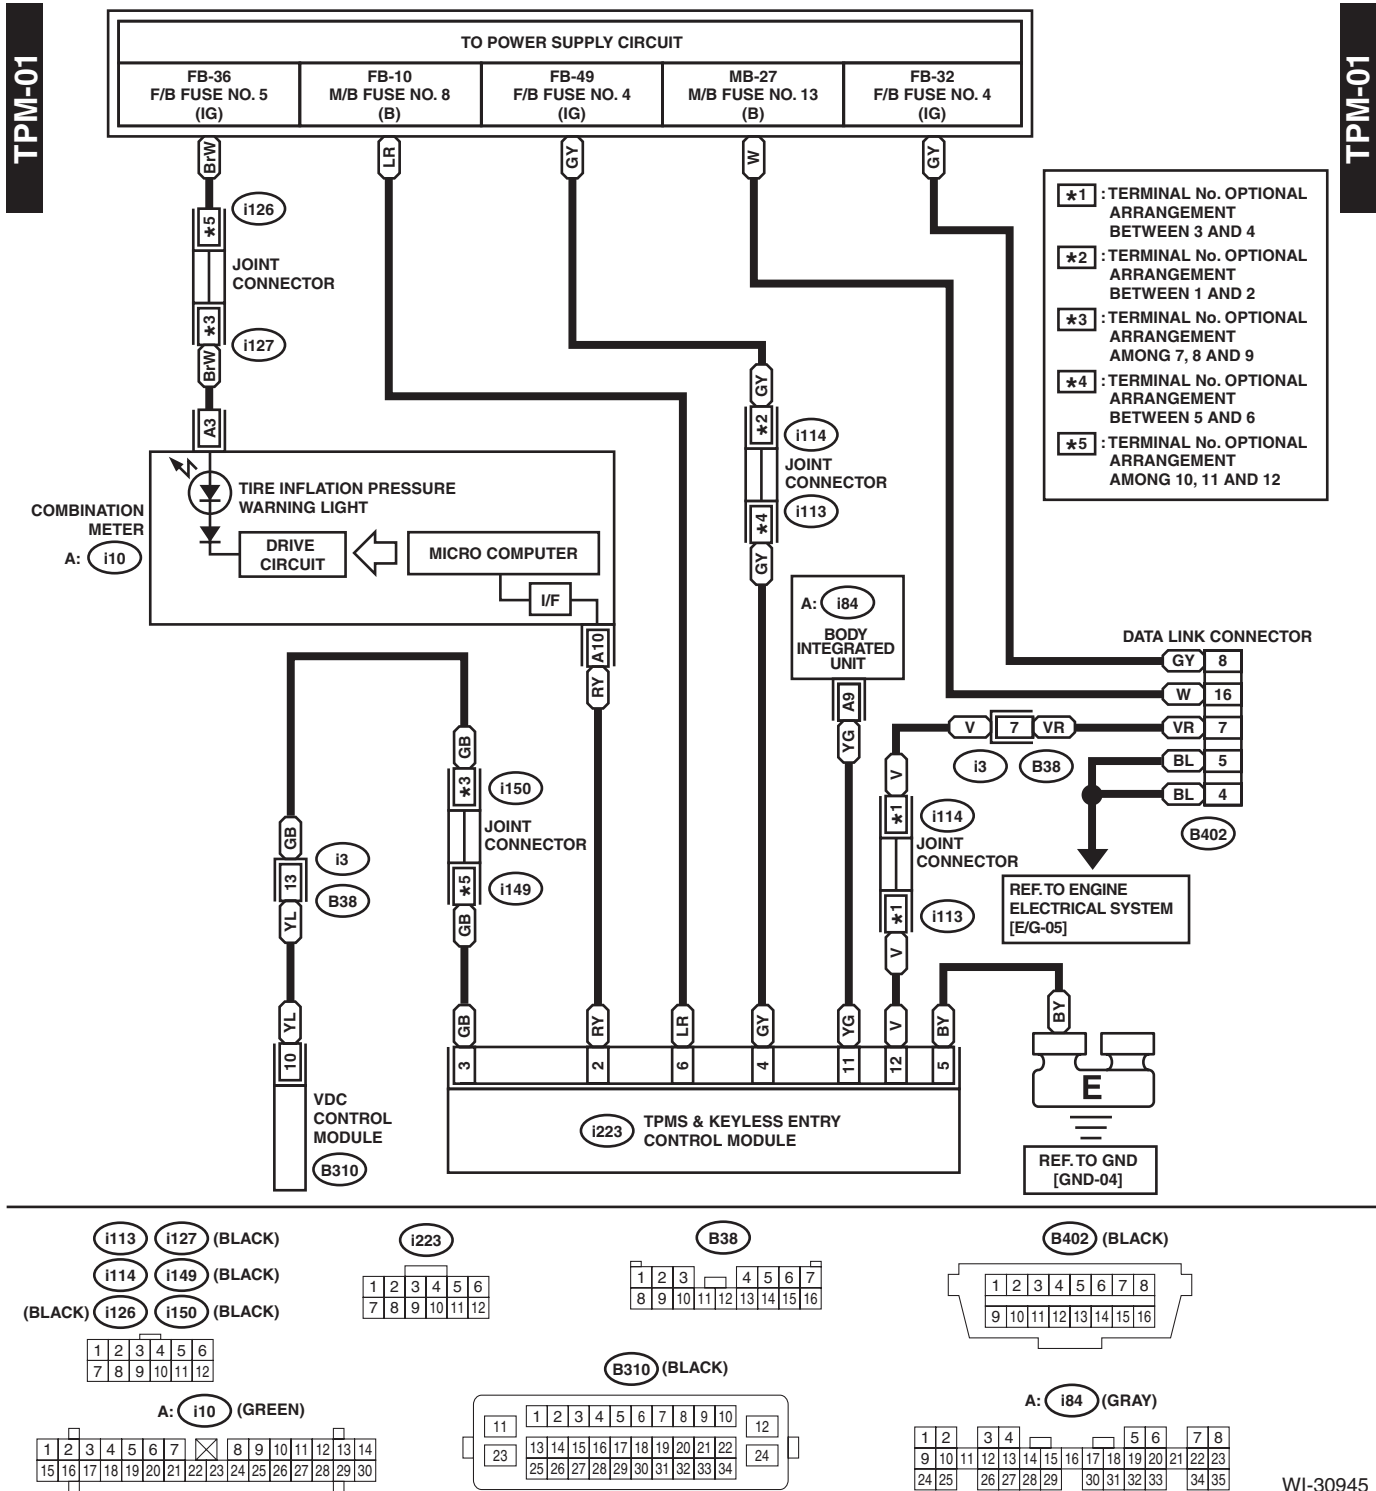 TPM-01
TPM-01
TO POWER SUPPLY CIRCUIT
FB-36
F/B FUSE NO. 5
(IG)
FB-10
M/B FUSE NO. 8
(B)
FB-49
F/B FUSE NO. 4
(IG)
MB-27
M/B FUSE NO. 13
(B)
FB-32
F/B FUSE NO. 4
(IG)
BrW
LR
GY
W
GY
*1 : TERMINAL No. OPTIONAL
ARRANGEMENT
BETWEEN 3 AND 4
*2 : TERMINAL No. OPTIONAL
ARRANGEMENT
BETWEEN 1 AND 2
*3 : TERMINAL No. OPTIONAL
ARRANGEMENT
AMONG 7, 8 AND 9
*4 : TERMINAL No. OPTIONAL
ARRANGEMENT
BETWEEN 5 AND 6
*5 : TERMINAL No. OPTIONAL
ARRANGEMENT
AMONG 10, 11 AND 12
*5
i126
JOINT
CONNECTOR
*3
i127
BrW
A3
GY
*2
i114
JOINT
CONNECTOR
*4
i113
GY
COMBINATION
METER
A: i10
TIRE INFLATION PRESSURE
WARNING LIGHT
DRIVE
CIRCUIT
MICRO COMPUTER
I/F
A10
RY
A: i84
BODY
INTEGRATED
UNIT
A9
YG
DATA LINK CONNECTOR
GY 8
W 16
V 7 VR
VR 7
i3 B38
BL 5
BL 4
B402
V
*1
i114
JOINT
CONNECTOR
*1
i113
V
REF. TO ENGINE
ELECTRICAL SYSTEM
[E/G-05]
GB
*3
i150
JOINT
CONNECTOR
*5
i149
GB
GB
13
i3
B38
YL
YL
10
VDC
CONTROL
MODULE
B310
GB
RY
LR
GY
YG
V
BY
BY
3
2
6
4
11
12
5
i223 TPMS & KEYLESS ENTRY
CONTROL MODULE
E
REF. TO GND
[GND-04]
i113 i127 (BLACK)
i114 i149 (BLACK)
(BLACK) i126 i150 (BLACK)
1 2 3 4 5 6
7 8 9 10 11 12
i223
1 2 3 4 5 6
7 8 9 10 11 12
B38
1 2 3 4 5 6 7
8 9 10 11 12 13 14 15 16
B402 (BLACK)
1 2 3 4 5 6 7 8
9 10 11 12 13 14 15 16
A: i10 (GREEN)
1 2 3 4 5 6 7 8 9 10 11 12 13 14
15 16 17 18 19 20 21 22 23 24 25 26 27 28 29 30
B310 (BLACK)
11 1 2 3 4 5 6 7 8 9 10 12
23 13 14 15 16 17 18 19 20 21 22 24
25 26 27 28 29 30 31 32 33 34
A: i84 (GRAY)
1 2 3 4 5 6 7 8
9 10 11 12 13 14 15 16 17 18 19 20 21 22 23
24 25 26 27 28 29 30 31 32 33 34 35
WI-30945